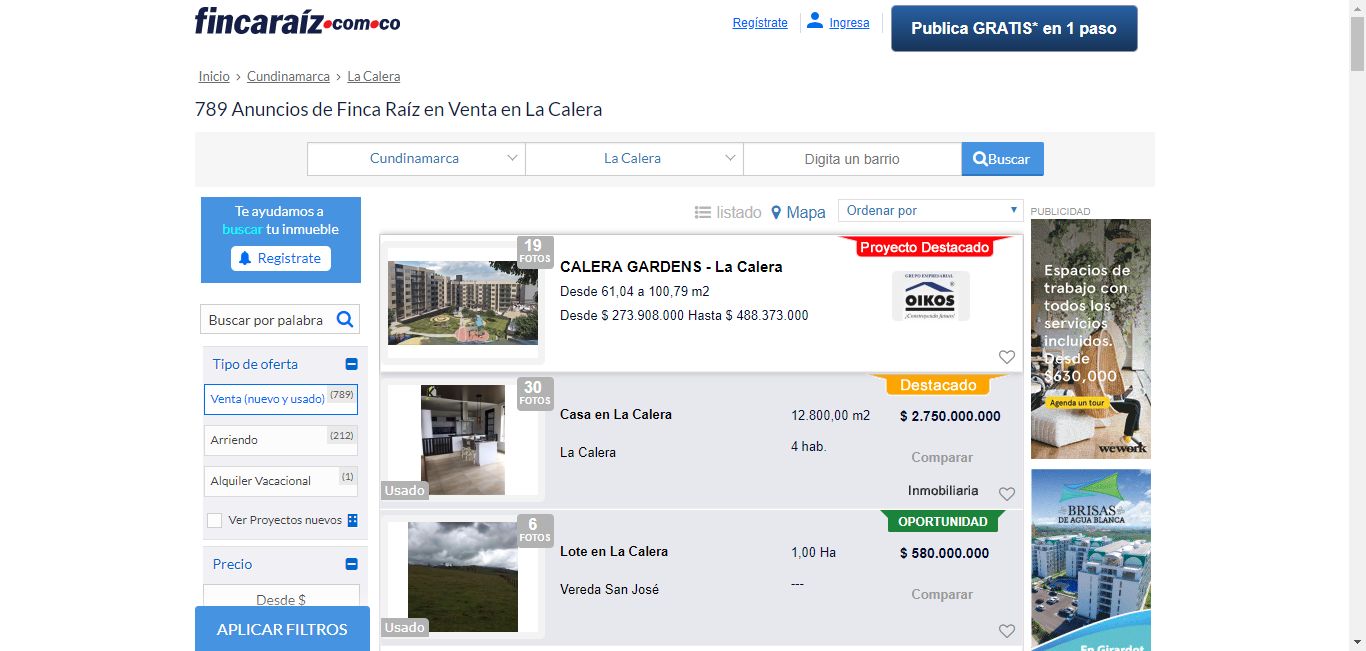 fincaraíz.com.co
Regístrate
Ingresa
Publica GRATIS* en 1 paso
Inicio › Cundinamarca › La Calera
789 Anuncios de Finca Raíz en Venta en La Calera
Cundinamarca
La Calera
Digita un barrio
Buscar
Te ayudamos a
buscar tu inmueble
Registrate
Buscar por palabra
Tipo de oferta
Venta (nuevo y usado) (789)
Arriendo (212)
Alquiler Vacacional (1)
Ver Proyectos nuevos
Precio
Desde $
APLICAR FILTROS
listado
Mapa
Ordenar por
19
FOTOS
Proyecto Destacado
CALERA GARDENS - La Calera
Desde 61,04 a 100,79 m2
Desde $ 273.908.000 Hasta $ 488.373.000
GRUPO EMPRESARIAL
OIKOS
¡Construyendo futuro!
30
FOTOS
Usado
Destacado
Casa en La Calera
12.800,00 m2
$ 2.750.000.000
La Calera
4 hab.
Comparar
Inmobiliaria
6
FOTOS
Usado
OPORTUNIDAD
Lote en La Calera
1,00 Ha
$ 580.000.000
Vereda San José
---
Comparar
PUBLICIDAD
Espacios de
trabajo con
todos los
servicios
incluidos.
Desde
$630,000
Agenda un tour
wework
BRISAS
DE AGUA BLANCA
En Girardot